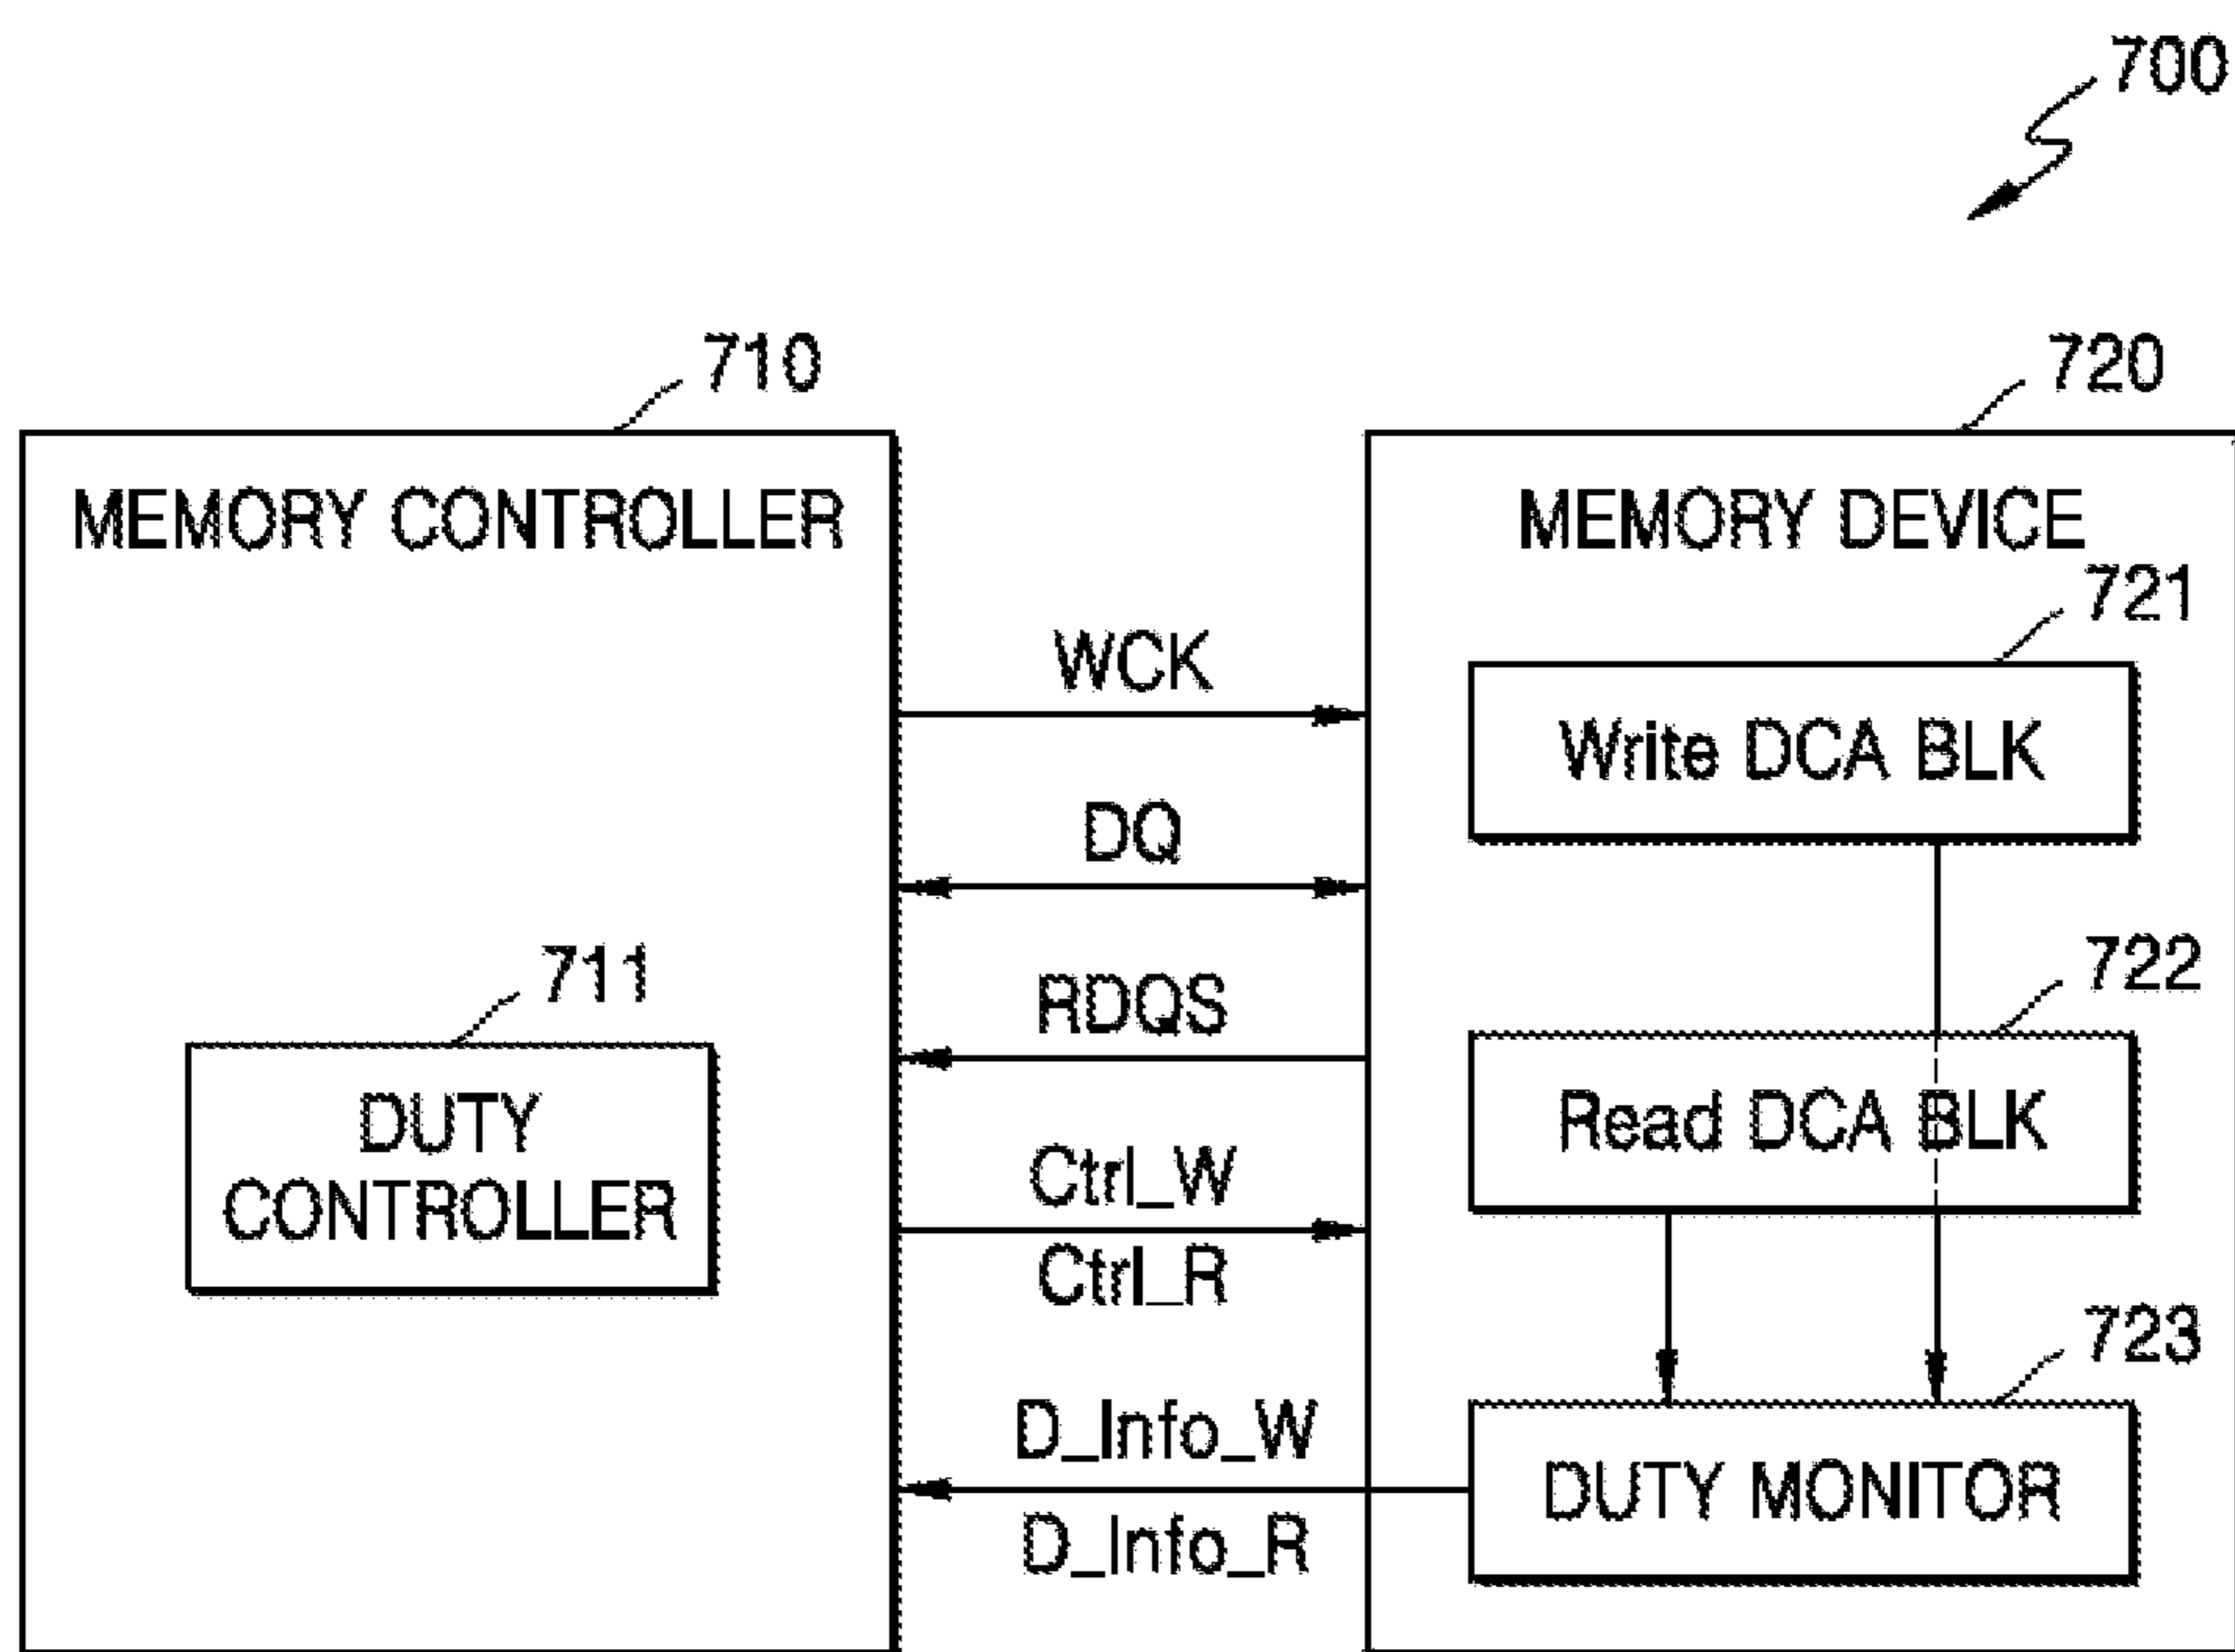 700
710
720
MEMORY CONTROLLER
MEMORY DEVICE
721
WCK
Write DCA BLK
DQ
711
722
RDQS
DUTY
CONTROLLER
Read DCA BLK
Ctrl_W
Ctrl_R
723
D_Info_W
DUTY MONITOR
D_Info_R